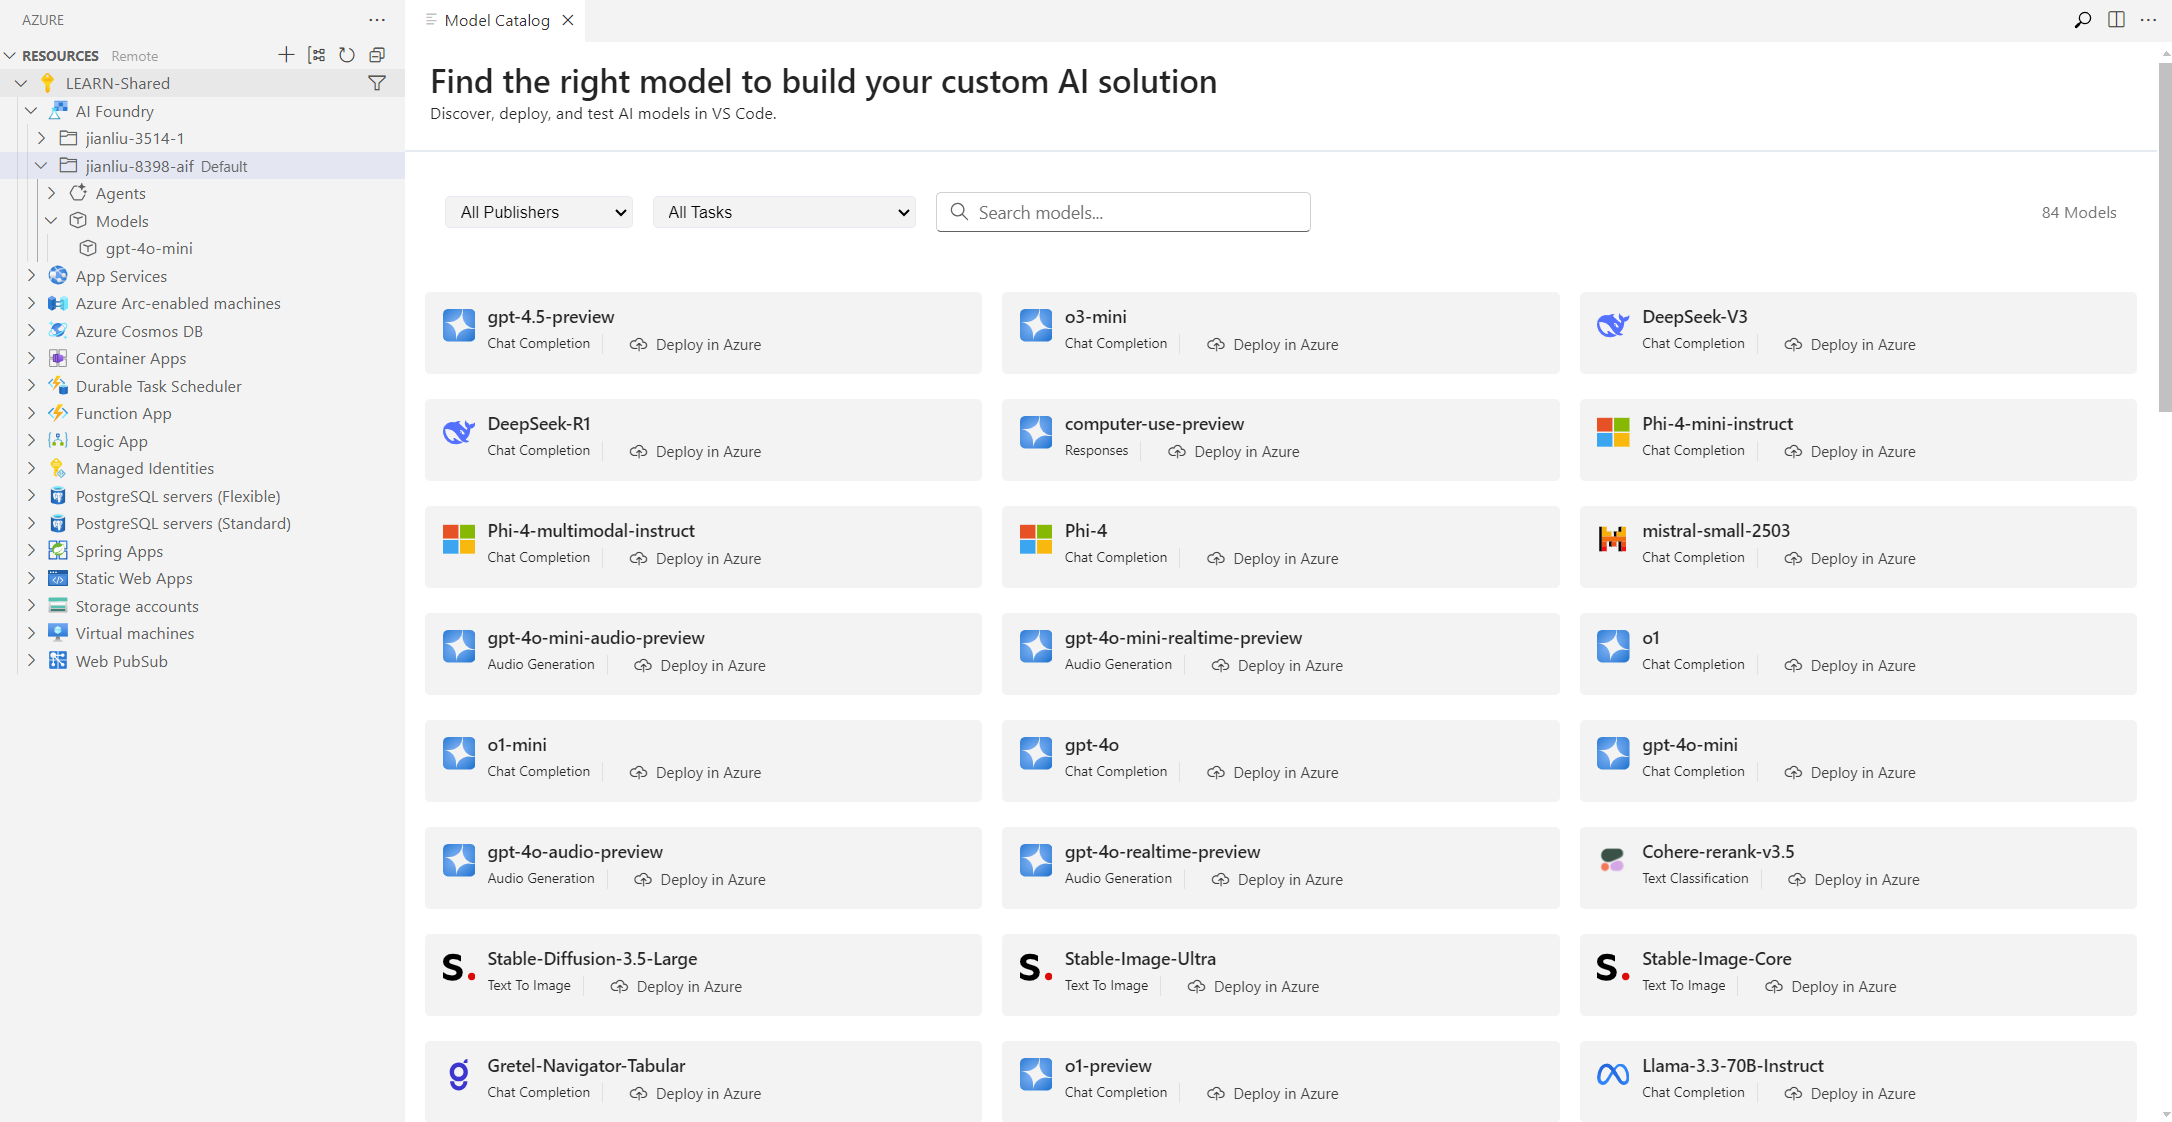 AZURE
RESOURCES Remote
LEARN-Shared
AI Foundry
jianliu-3514-1
jianliu-8398-aif Default
Agents
Models
gpt-4o-mini
App Services
Azure Arc-enabled machines
Azure Cosmos DB
Container Apps
Durable Task Scheduler
Function App
Logic App
Managed Identities
PostgreSQL servers (Flexible)
PostgreSQL servers (Standard)
Spring Apps
Static Web Apps
Storage accounts
Virtual machines
Web PubSub
Model Catalog
Find the right model to build your custom AI solution
Discover, deploy, and test AI models in VS Code.
All Publishers All Tasks Search models... 84 Models
gpt-4.5-preview
Chat Completion Deploy in Azure
o3-mini
Chat Completion Deploy in Azure
DeepSeek-V3
Chat Completion Deploy in Azure
DeepSeek-R1
Chat Completion Deploy in Azure
computer-use-preview
Responses Deploy in Azure
Phi-4-mini-instruct
Chat Completion Deploy in Azure
Phi-4-multimodal-instruct
Chat Completion Deploy in Azure
Phi-4
Chat Completion Deploy in Azure
mistral-small-2503
Chat Completion Deploy in Azure
gpt-4o-mini-audio-preview
Audio Generation Deploy in Azure
gpt-4o-mini-realtime-preview
Audio Generation Deploy in Azure
o1
Chat Completion Deploy in Azure
o1-mini
Chat Completion Deploy in Azure
gpt-4o
Chat Completion Deploy in Azure
gpt-4o-mini
Chat Completion Deploy in Azure
gpt-4o-audio-preview
Audio Generation Deploy in Azure
gpt-4o-realtime-preview
Audio Generation Deploy in Azure
Cohere-rerank-v3.5
Text Classification Deploy in Azure
S. Stable-Diffusion-3.5-Large
Text To Image Deploy in Azure
S. Stable-Image-Ultra
Text To Image Deploy in Azure
S. Stable-Image-Core
Text To Image Deploy in Azure
Gretel-Navigator-Tabular
Chat Completion Deploy in Azure
o1-preview
Chat Completion Deploy in Azure
Llama-3.3-70B-Instruct
Chat Completion Deploy in Azure